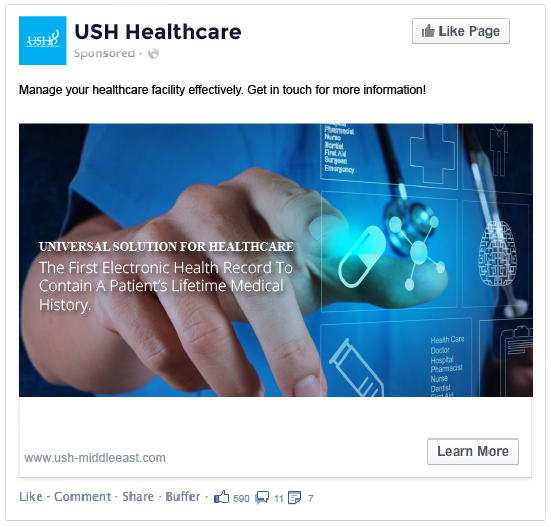 USH
USH Healthcare
Like Page
Sponsored ·
Manage your healthcare facility effectively. Get in touch for more information!
Hospital
Pharmacist
Nurse
Dentist
First Aid
Surgeon
Emergency
UNIVERSAL SOLUTION FOR HEALTHCARE
The First Electronic Health Record To
Contain A Patient's Lifetime Medical
History.
Health Care
Doctor
Hospital
Pharmacist
Nurse
Dentist
First Aid
www.ush-middleeast.com
Learn More
Like - Comment · Share · Buffer · 590 11 7